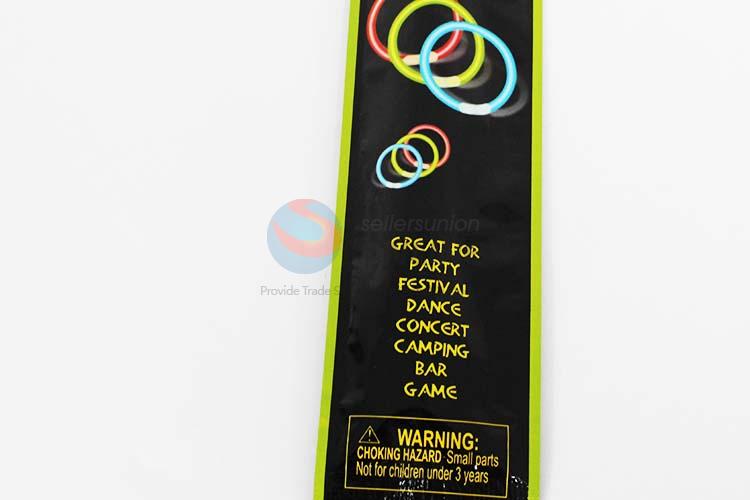 sellersunion
Provide Trade S
GREAT FOR
PARTY
FESTIVAL
DANCE
CONCERT
CAMPING
BAR
GAME
WARNING:
CHOKING HAZARD Small parts
Not for children under 3 years